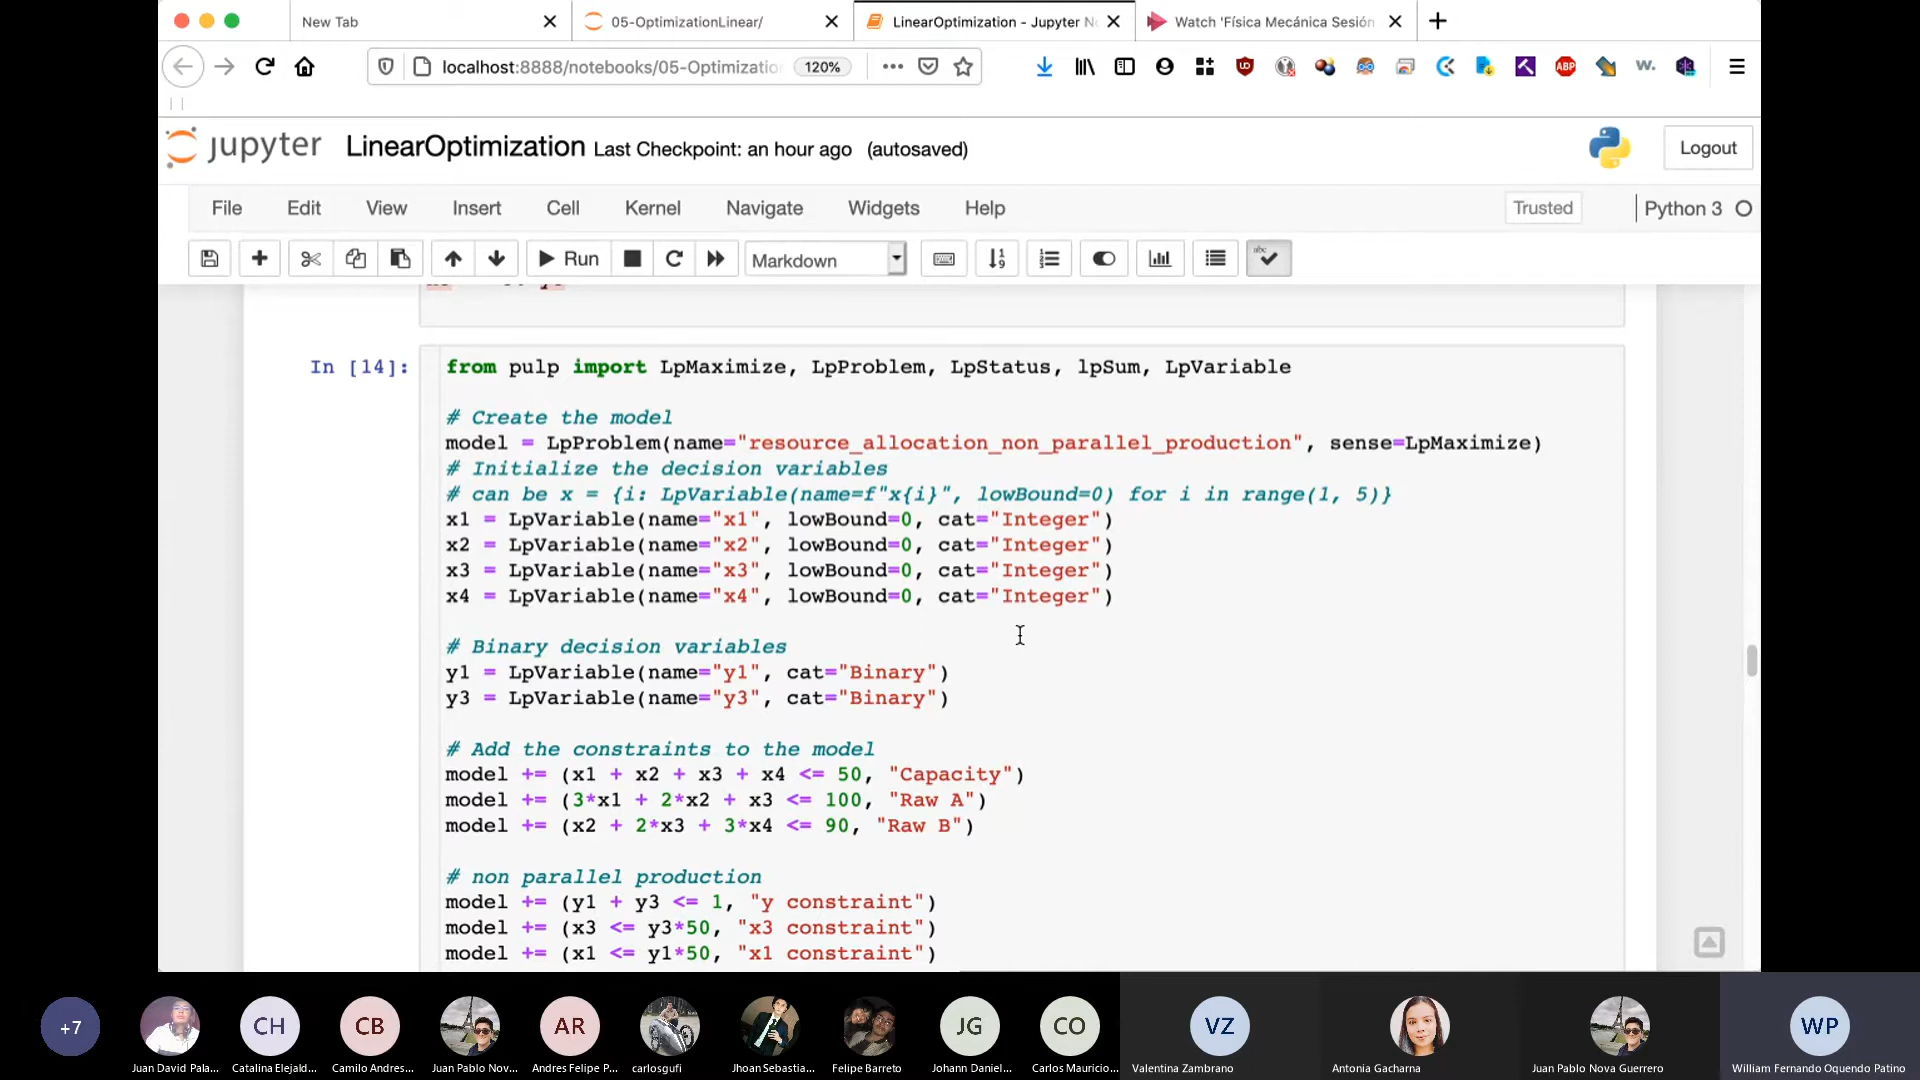 New Tab
05-OptimizationLinear/
LinearOptimization - Jupyter N
Watch 'Física Mecánica Sesión
localhost:8888/notebooks/05-Optimizatio
120%
jupyter
LinearOptimization Last Checkpoint: an hour ago (autosaved)
Logout
File
Edit
View
Insert
Cell
Kernel
Navigate
Widgets
Help
Trusted
Python 3
Run
Markdown
In [14]:
from pulp import LpMaximize, LpProblem, LpStatus, lpSum, LpVariable
# Create the model
model = LpProblem(name="resource_allocation_non_parallel_production", sense=LpMaximize)
# Initialize the decision variables
# can be x = {i: LpVariable(name=f"x{i}", lowBound=0) for i in range(1, 5)}
x1 = LpVariable(name="x1", lowBound=0, cat="Integer")
x2 = LpVariable(name="x2", lowBound=0, cat="Integer")
x3 = LpVariable(name="x3", lowBound=0, cat="Integer")
x4 = LpVariable(name="x4", lowBound=0, cat="Integer")
# Binary decision variables
y1 = LpVariable(name="y1", cat="Binary")
y3 = LpVariable(name="y3", cat="Binary")
# Add the constraints to the model
model += (x1 + x2 + x3 + x4 <= 50, "Capacity")
model += (3*x1 + 2*x2 + x3 <= 100, "Raw A")
model += (x2 + 2*x3 + 3*x4 <= 90, "Raw B")
# non parallel production
model += (y1 + y3 <= 1, "y constraint")
model += (x3 <= y3*50, "x3 constraint")
model += (x1 <= y1*50, "x1 constraint")
+7
CH
CB
AR
JG
CO
VZ
WP
Juan David Pala...
Catalina Elejald...
Camilo Andres...
Juan Pablo Nov...
Andres Felipe P...
carlosgufi
Jhoan Sebastia...
Felipe Barreto
Johann Daniel...
Carlos Mauricio...
Valentina Zambrano
Antonia Gacharna
Juan Pablo Nova Guerrero
William Fernando Oquendo Patino